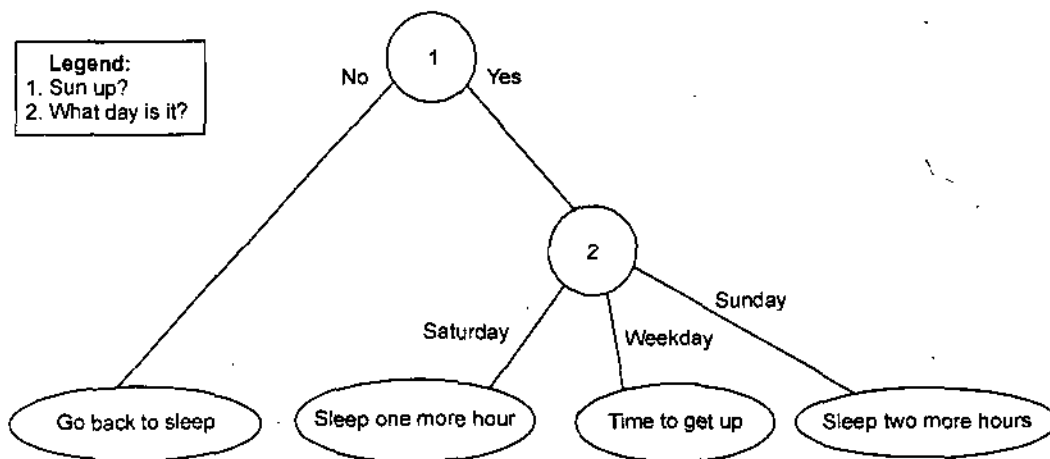 Legend:
1. Sun up?
2. What day is it?
1
No
Yes
2
Saturday
Weekday
Sunday
Go back to sleep
Sleep one more hour
Time to get up
Sleep two more hours